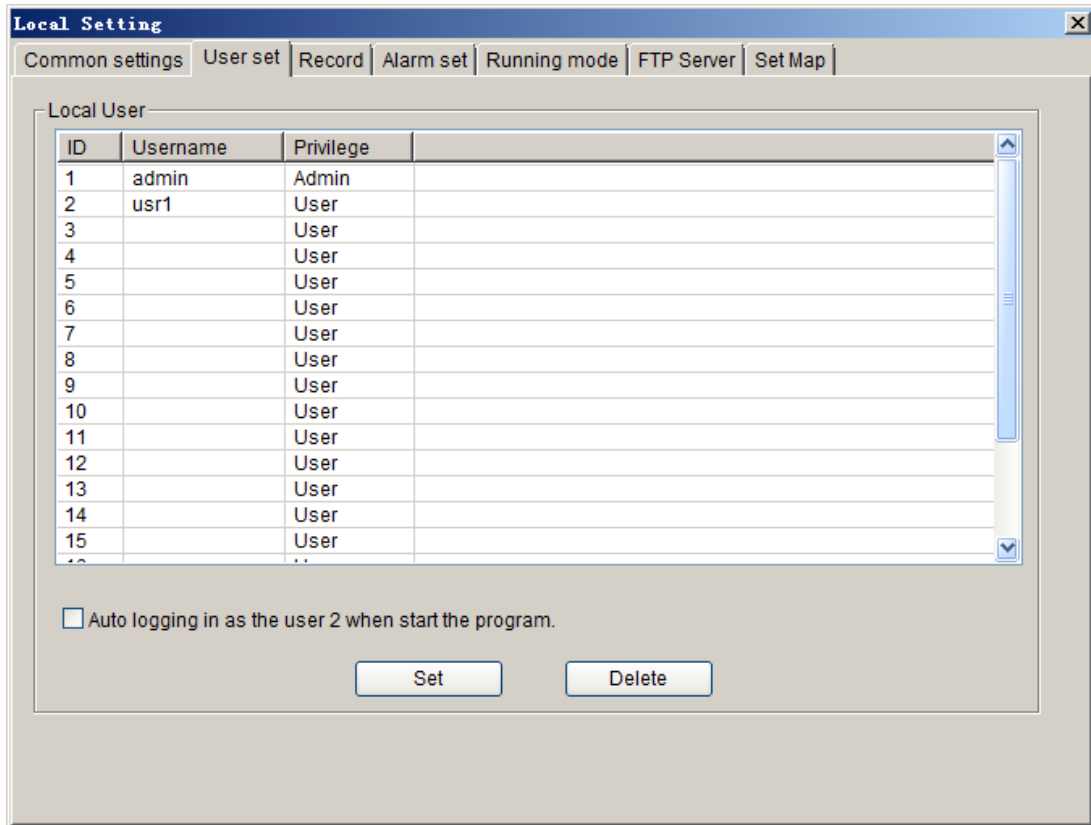 Local Setting
Common settings User set Record Alarm set Running mode FTP Server Set Map
Local User
ID Username Privilege
1 admin Admin
2 usr1 User
3 User
4 User
5 User
6 User
7 User
8 User
9 User
10 User
11 User
12 User
13 User
14 User
15 User
Auto logging in as the user 2 when start the program.
Set Delete